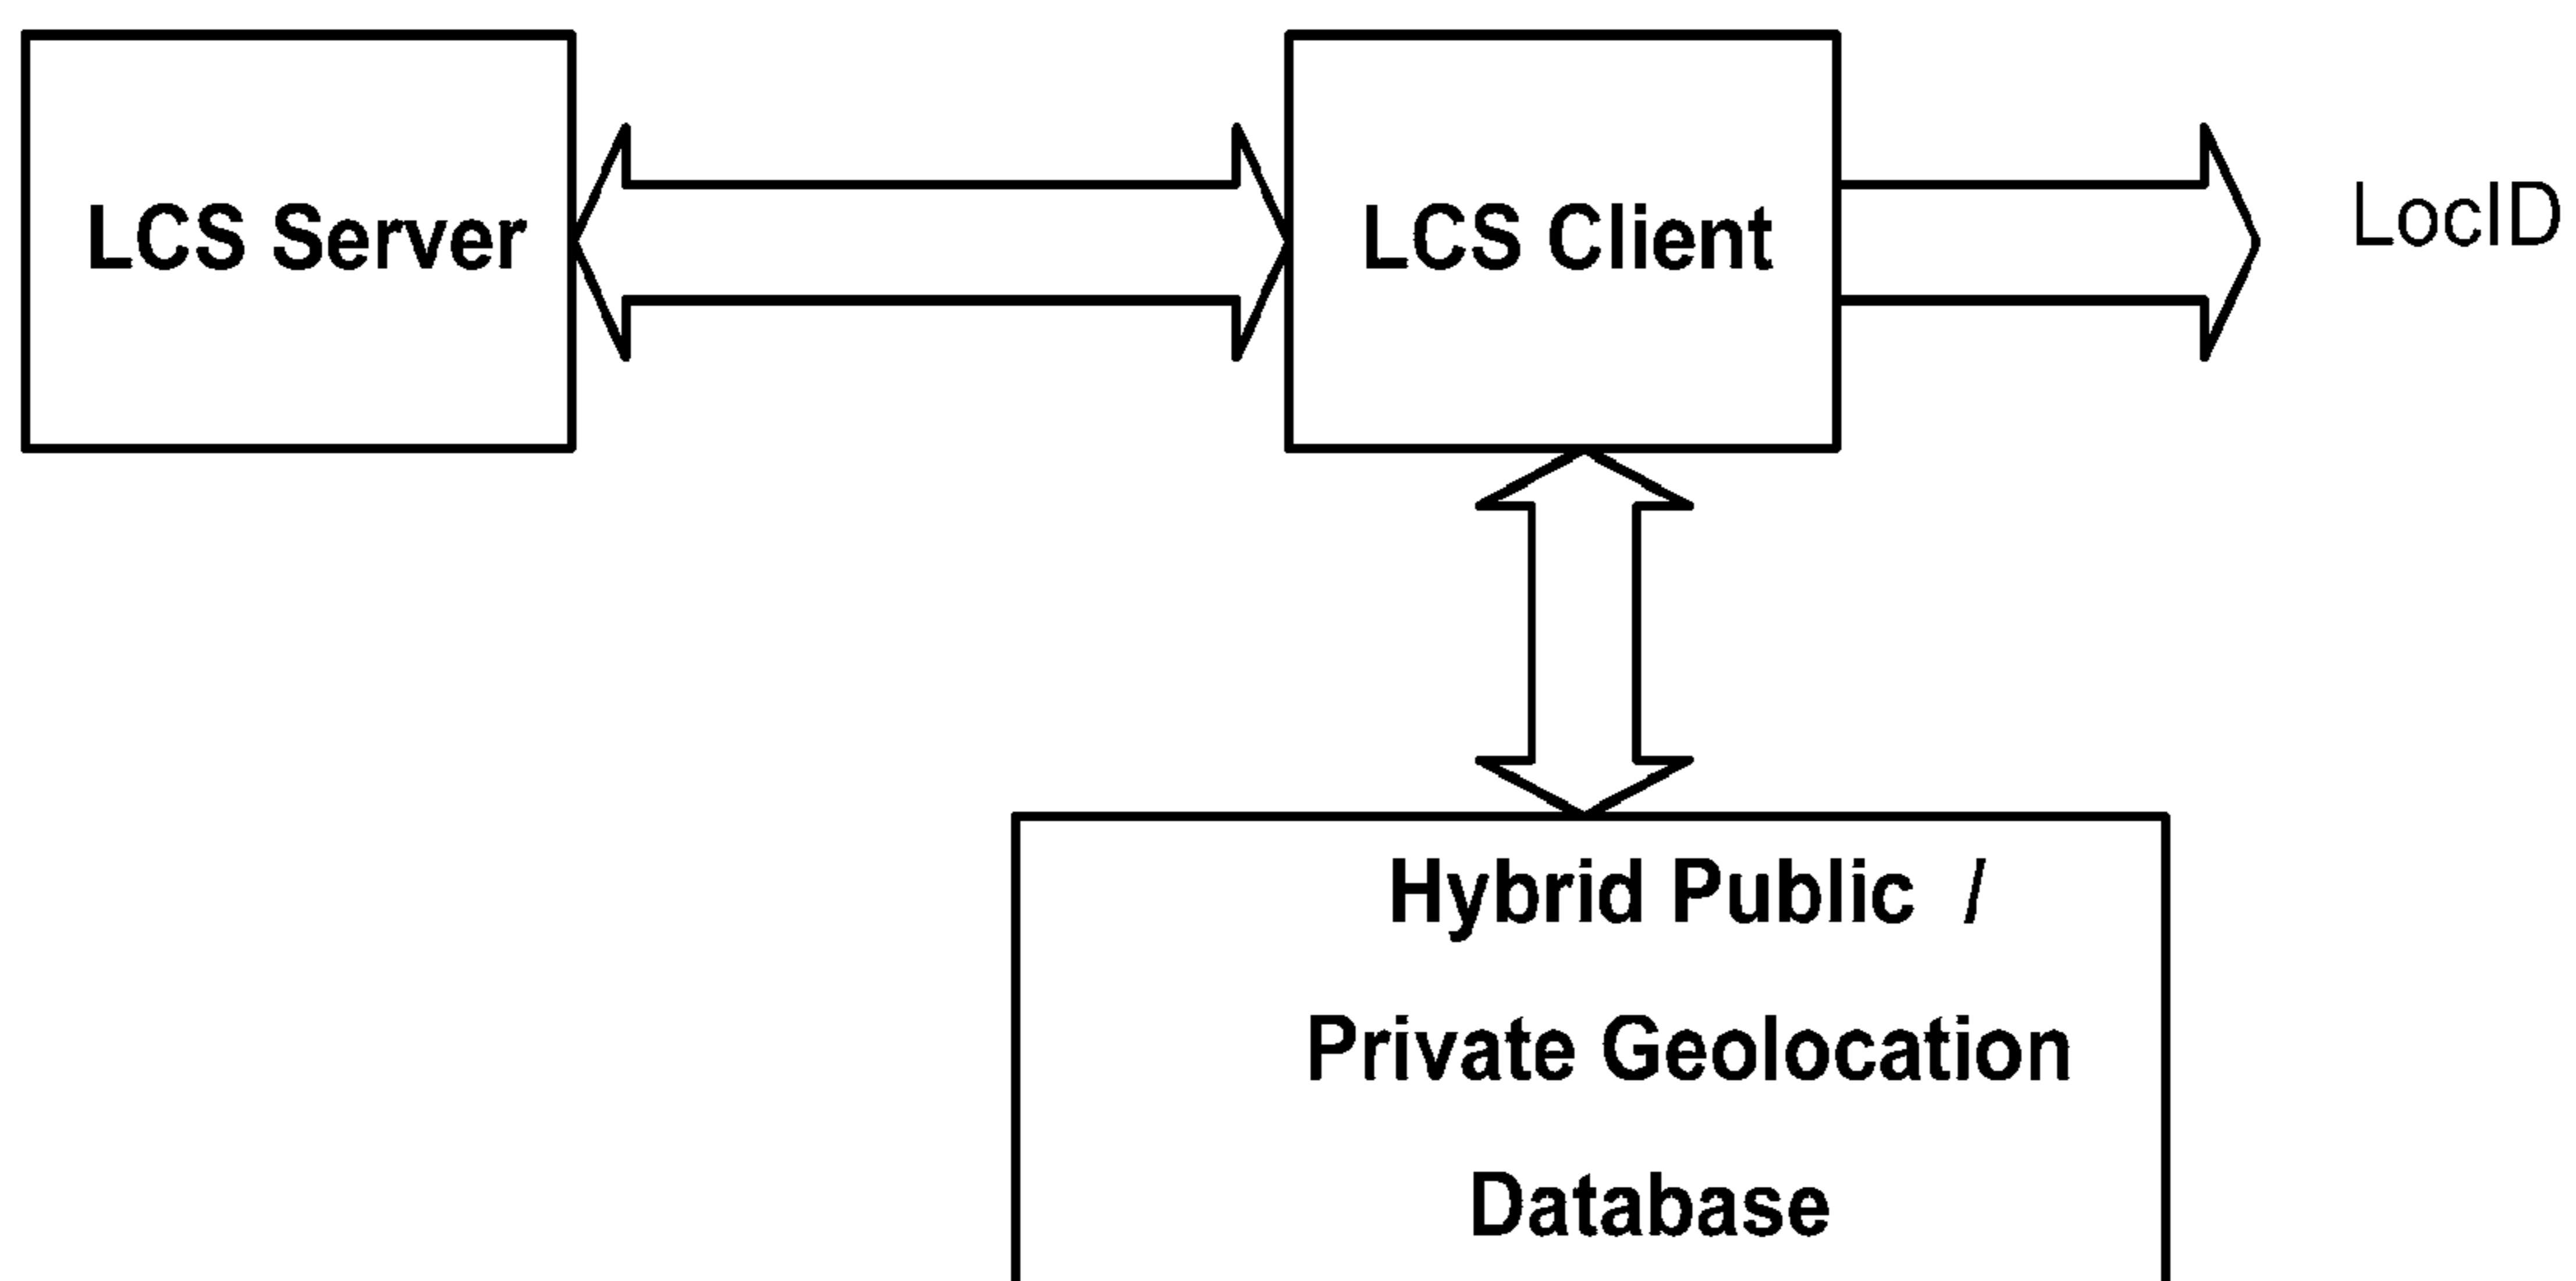 LCS Server
LCS Client
LocID
Hybrid Public /
Private Geolocation
Database